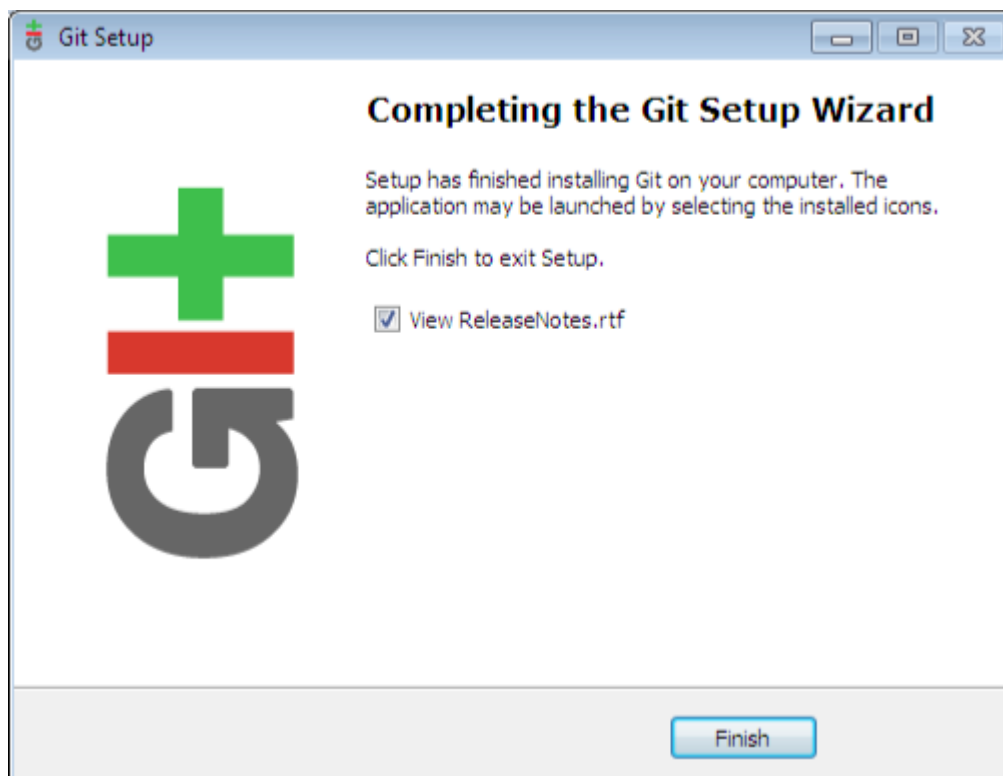 Git Setup
Completing the Git Setup Wizard
Setup has finished installing Git on your computer. The
application may be launched by selecting the installed icons.
Click Finish to exit Setup.
View ReleaseNotes.rtf
Git
Finish